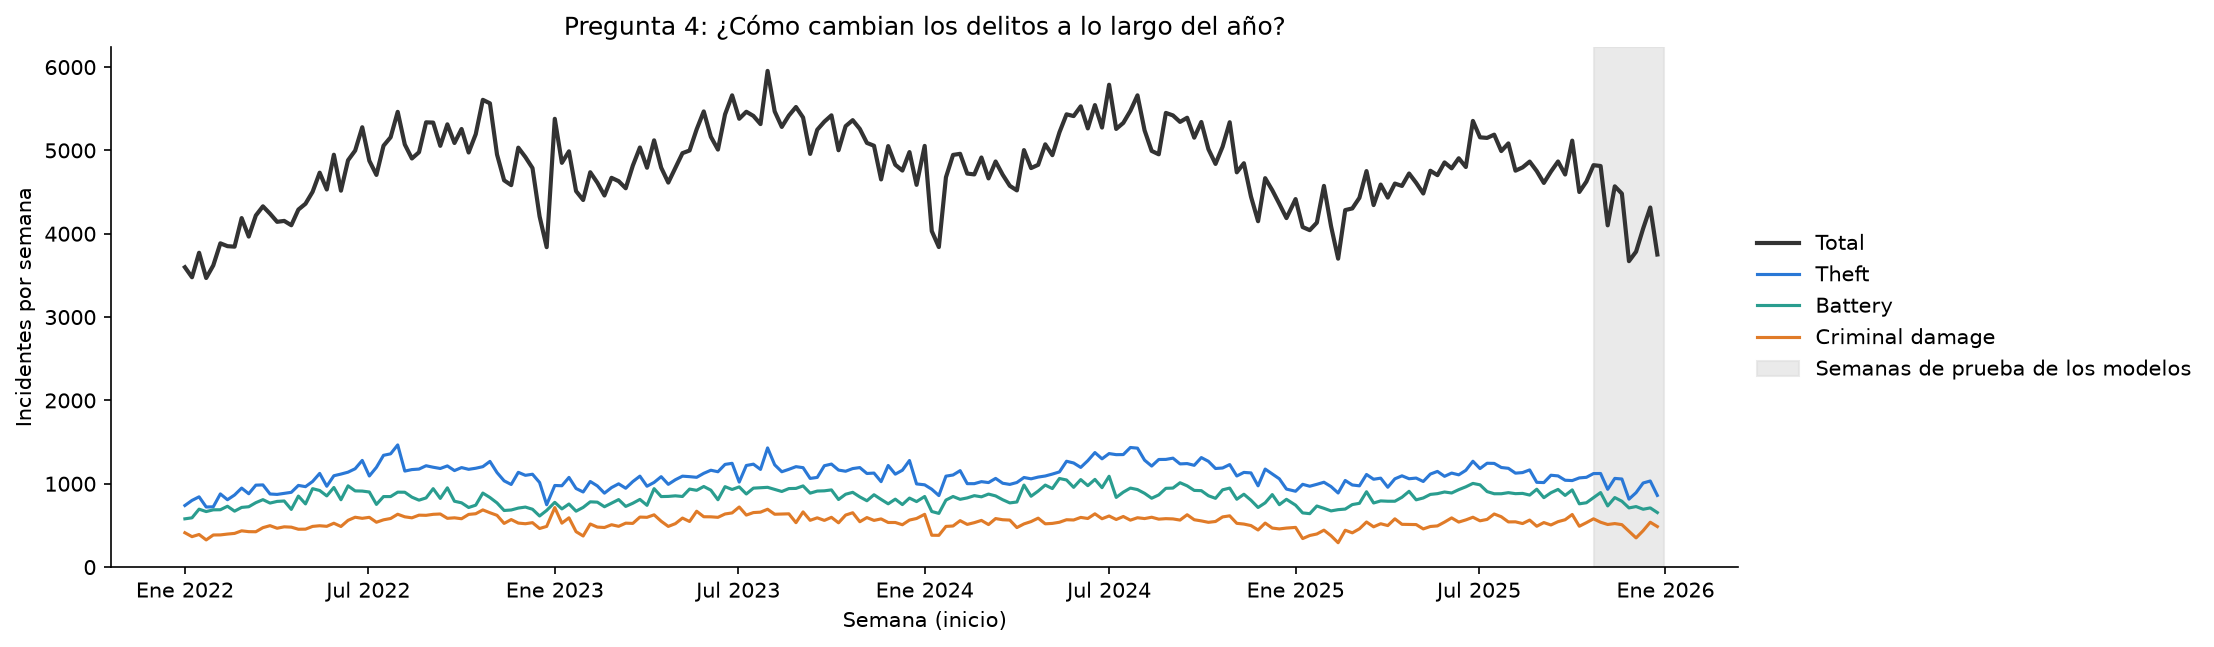 Pregunta 4: ¿Cómo cambian los delitos a lo largo del año?
Incidentes por semana
6000
5000
4000
3000
2000
1000
0
Ene 2022
Jul 2022
Ene 2023
Jul 2023
Ene 2024
Jul 2024
Ene 2025
Jul 2025
Ene 2026
Semana (inicio)
Total
Theft
Battery
Criminal damage
Semanas de prueba de los modelos